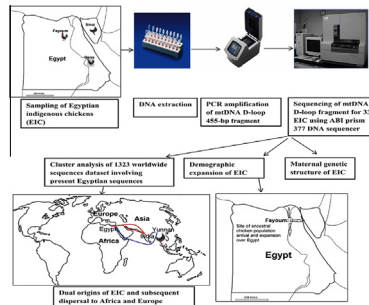 Fayoum
Sinai
Egypt
Qena
Sampling of Egyptian
indigenous chickens
(EIC)
DNA extraction
PCR amplification
of mtDNA D-loop
455-bp fragment
Sequencing of mtDNA
D-loop fragment for 33
EIC using ABI prism
377 DNA sequencer
Cluster analysis of 1323 worldwide
sequences dataset involving
present Egyptian sequences
Demographic
expansion of EIC
Maternal genetic
structure of EIC
Europe
Asia
Egypt
India
Yunnan
Africa
Dual origins of EIC and subsequent
dispersal to Africa and Europe
Fayoum
Site of ancestral
chicken population
arrival and expansion
over Egypt
Egypt